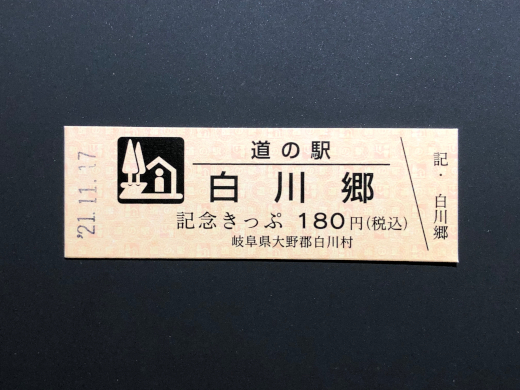 '21.11.17
道の駅
白川郷
記念きっぷ 180円(税込)
岐阜県大野郡白川村
記・白川郷